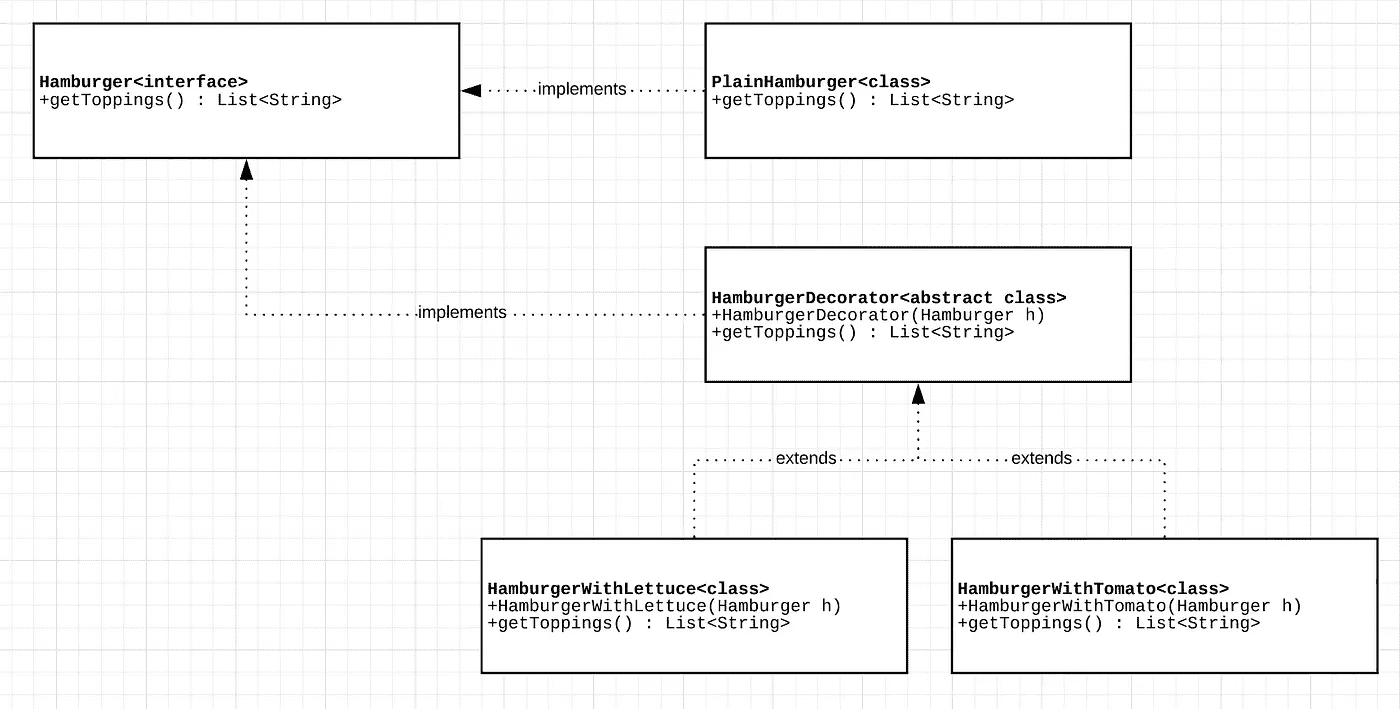 Hamburger<interface>
+getToppings() : List<String>
implements
PlainHamburger<class>
+getToppings() : List<String>
implements
HamburgerDecorator<abstract class>
+HamburgerDecorator(Hamburger h)
+getToppings() : List<String>
extends
extends
HamburgerWithLettuce<class>
+HamburgerWithLettuce(Hamburger h)
+getToppings() : List<String>
HamburgerWithTomato<class>
+HamburgerWithTomato(Hamburger h)
+getToppings() : List<String>